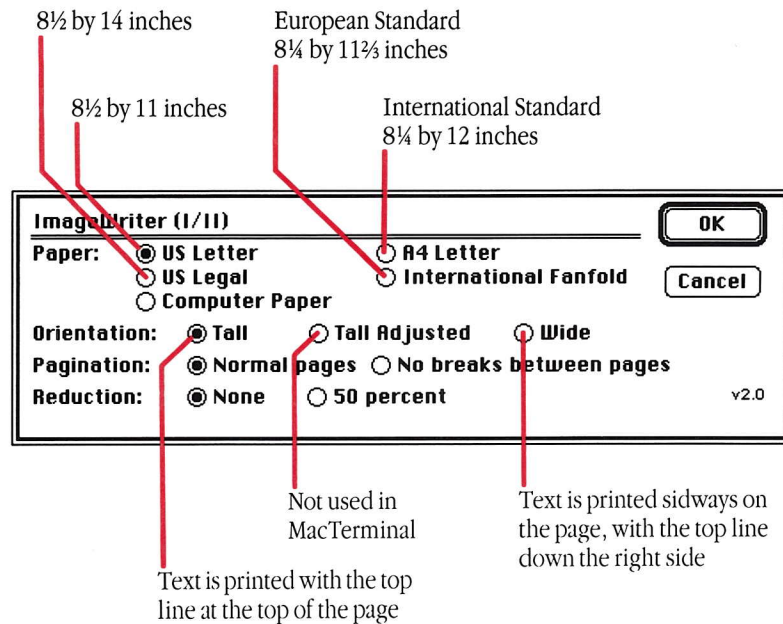 8½ by 14 inches
European Standard
8¼ by 11⅔ inches
8½ by 11 inches
International Standard
8¼ by 12 inches
ImageWriter (I/II)
OK
Paper: US Letter A4 Letter
US Legal International Fanfold
Cancel
Computer Paper
Orientation: Tall Tall Adjusted Wide
Pagination: Normal pages No breaks between pages
Reduction: None 50 percent v2.0
Not used in
MacTerminal
Text is printed sidways on
the page, with the top line
down the right side
Text is printed with the top
line at the top of the page